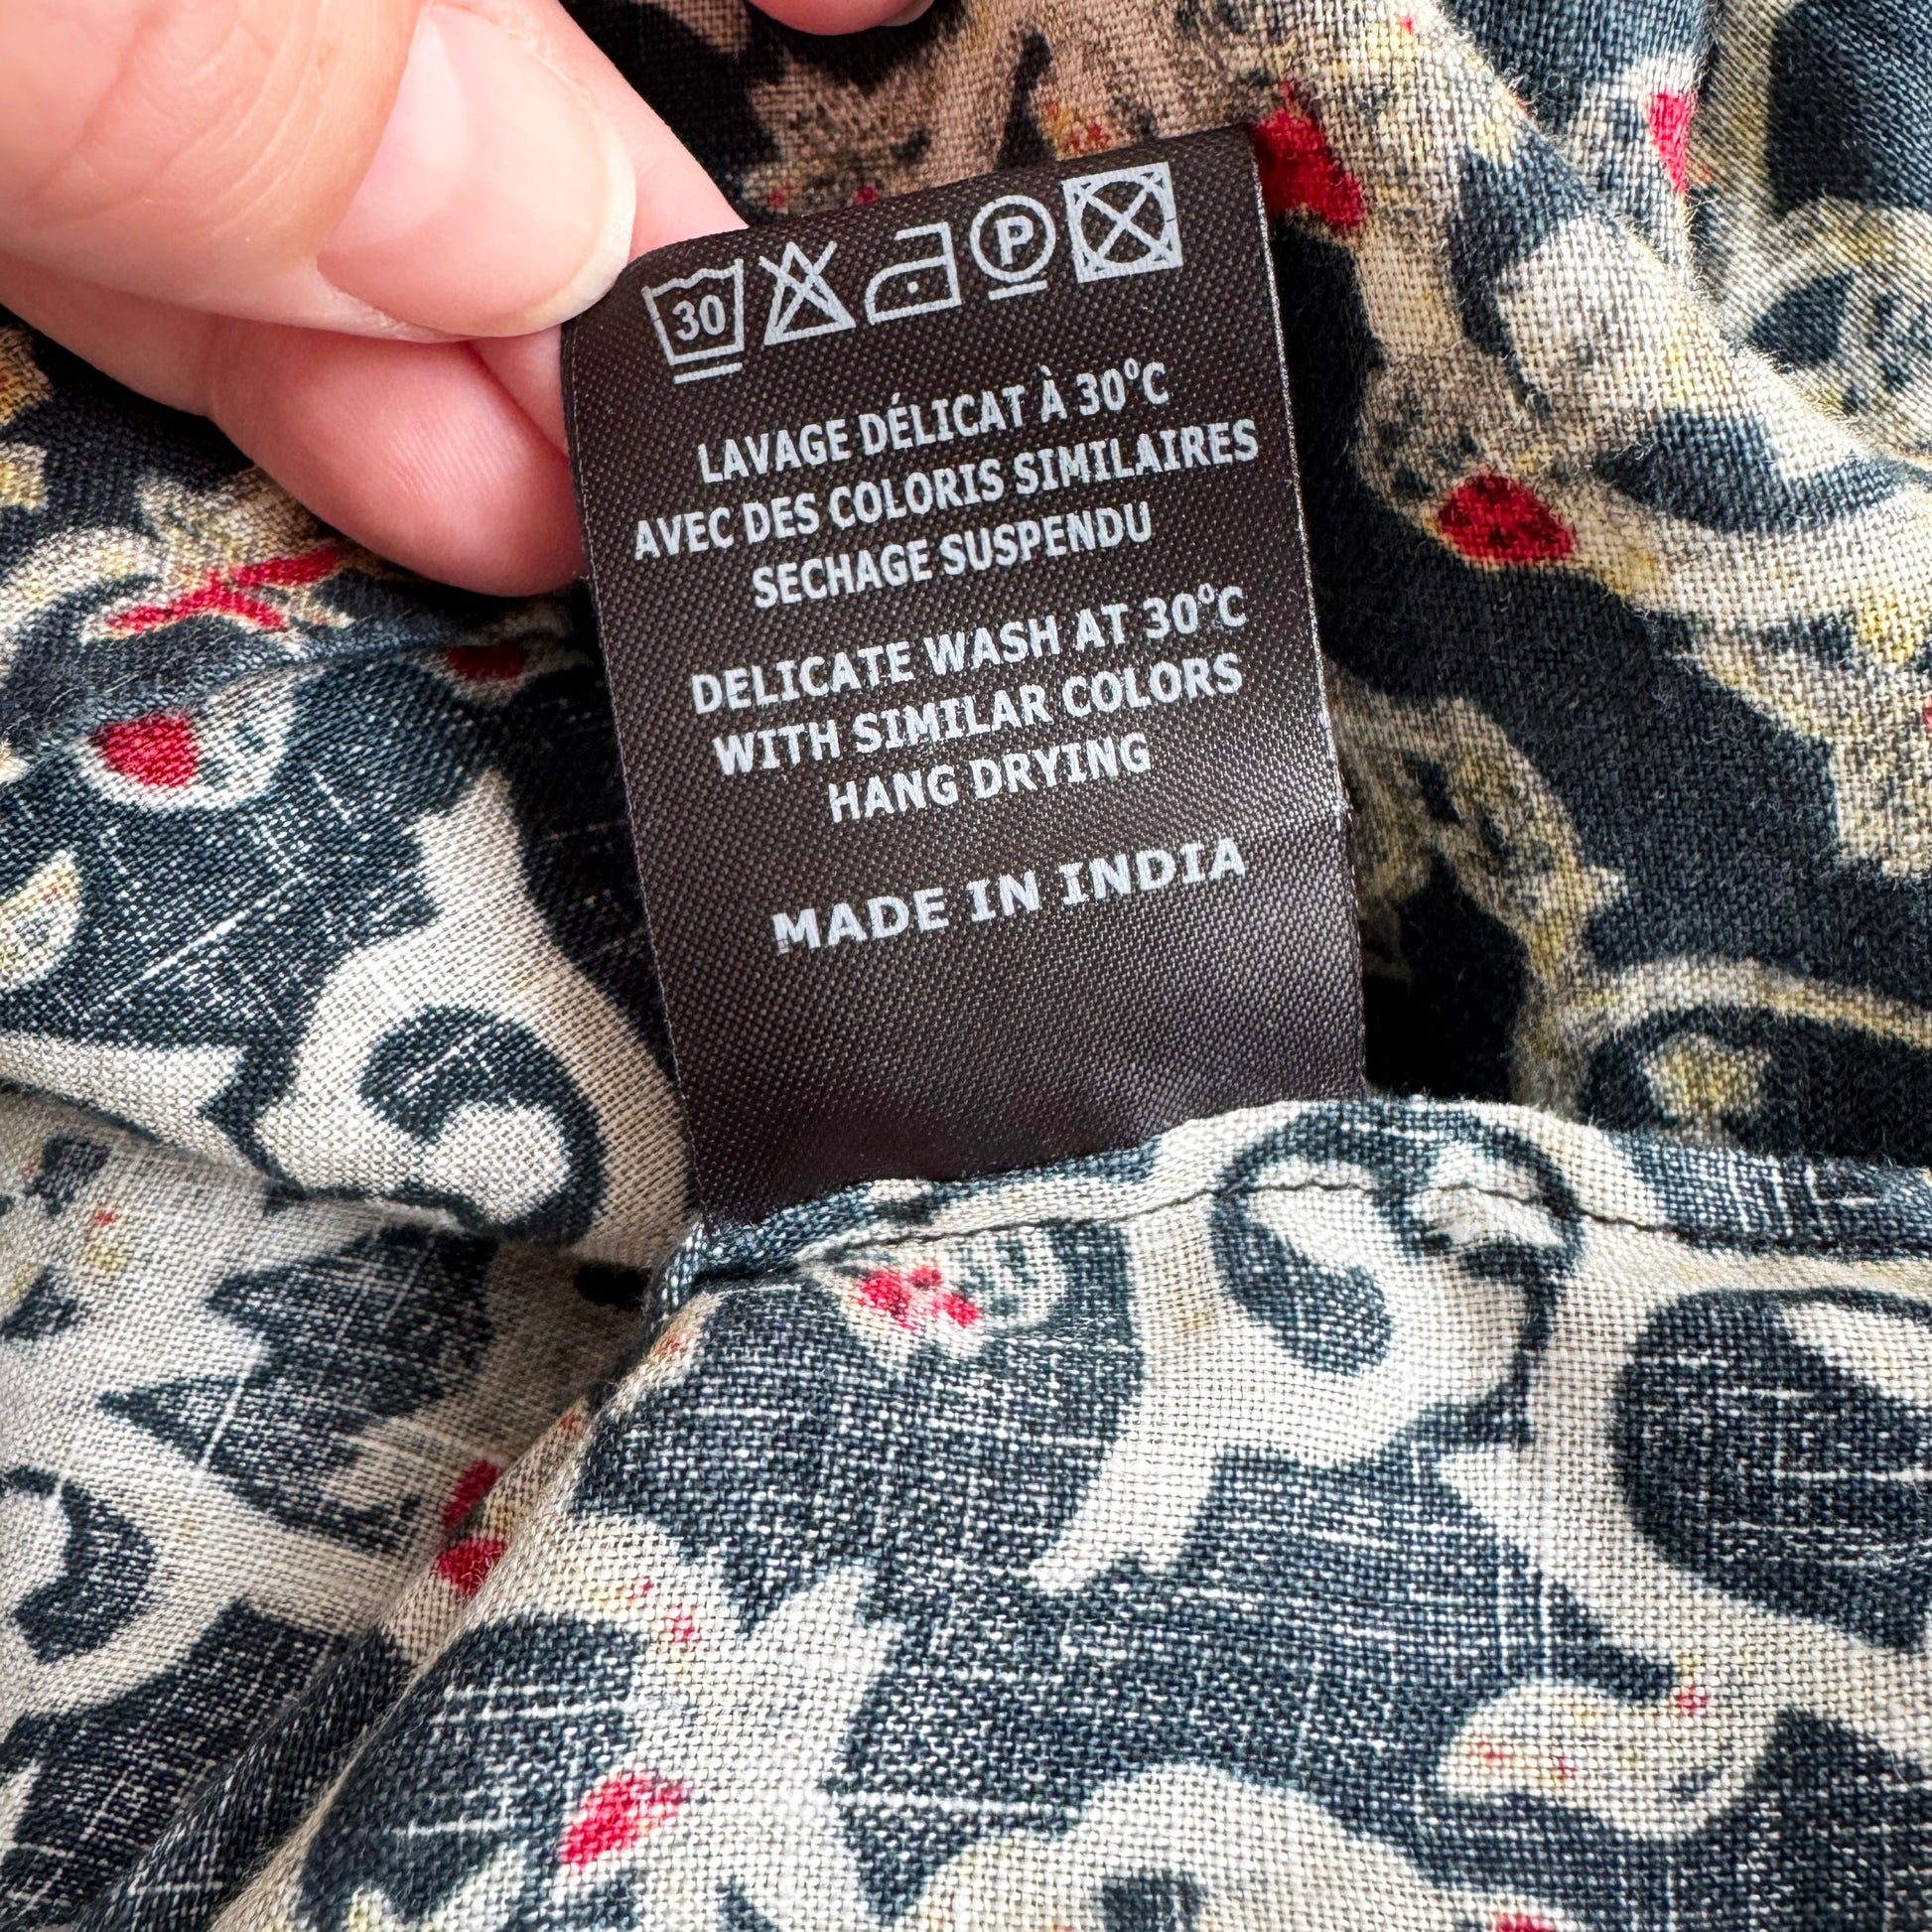 30 P
LAVAGE DÉLICAT À 30°C
AVEC DES COLORIS SIMILAIRES
SECHAGE SUSPENDU
DELICATE WASH AT 30°C
WITH SIMILAR COLORS
HANG DRYING
MADE IN INDIA